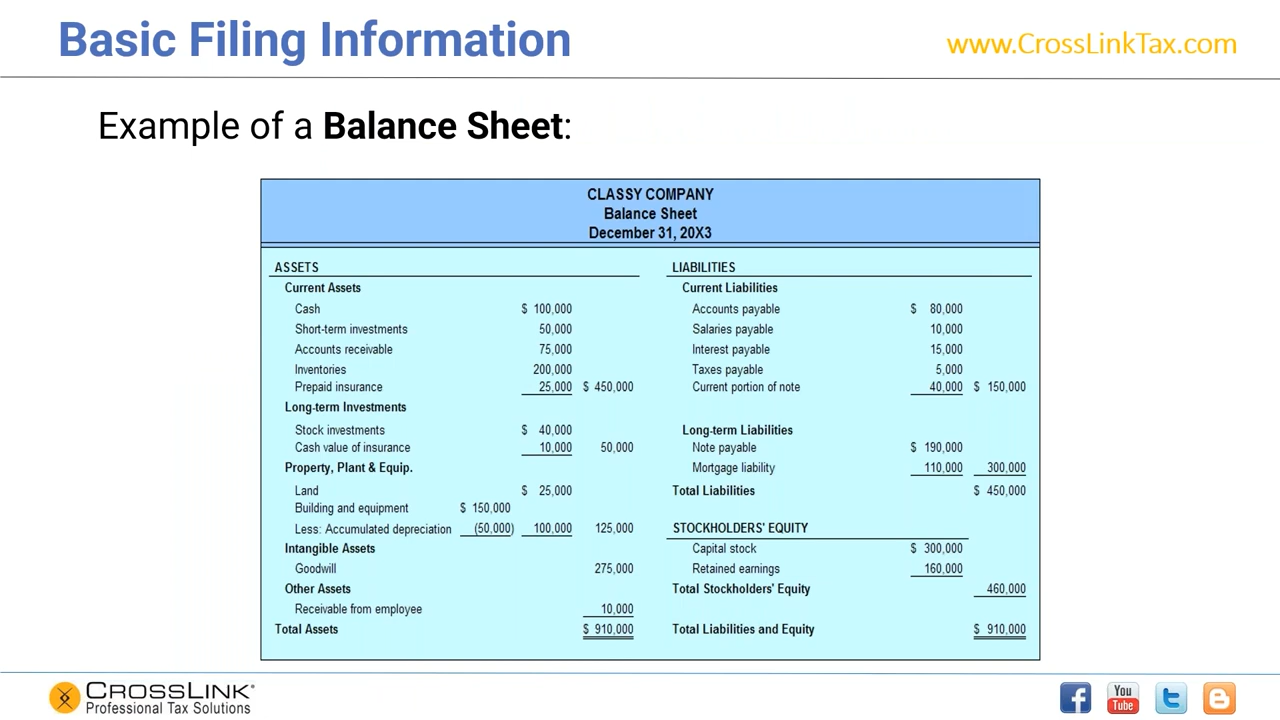 Basic Filing Information
www.CrossLinkTax.com
Example of a Balance Sheet:
CLASSY COMPANY
Balance Sheet
December 31, 20X3
ASSETS
Current Assets
Cash $ 100,000
Short-term investments 50,000
Accounts receivable 75,000
Inventories 200,000
Prepaid insurance 25,000 $ 450,000
Long-term Investments
Stock investments $ 40,000
Cash value of insurance 10,000 50,000
Property, Plant & Equip.
Land $ 25,000
Building and equipment $ 150,000
Less: Accumulated depreciation (50,000) 100,000 125,000
Intangible Assets
Goodwill 275,000
Other Assets
Receivable from employee 10,000
Total Assets $ 910,000
LIABILITIES
Current Liabilities
Accounts payable $ 80,000
Salaries payable 10,000
Interest payable 15,000
Taxes payable 5,000
Current portion of note 40,000 $ 150,000
Long-term Liabilities
Note payable $ 190,000
Mortgage liability 110,000 300,000
Total Liabilities $ 450,000
STOCKHOLDERS' EQUITY
Capital stock $ 300,000
Retained earnings 160,000
Total Stockholders' Equity 460,000
Total Liabilities and Equity $ 910,000
CROSSLINK
Professional Tax Solutions
You
Tube